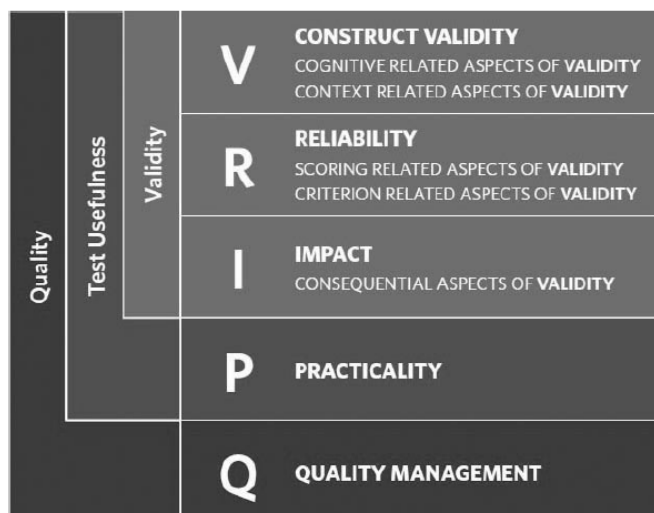 Quality
Test Usefulness
Validity
V
CONSTRUCT VALIDITY
COGNITIVE RELATED ASPECTS OF VALIDITY
CONTEXT RELATED ASPECTS OF VALIDITY
R
RELIABILITY
SCORING RELATED ASPECTS OF VALIDITY
CRITERION RELATED ASPECTS OF VALIDITY
I
IMPACT
CONSEQUENTIAL ASPECTS OF VALIDITY
P
PRACTICALITY
Q
QUALITY MANAGEMENT